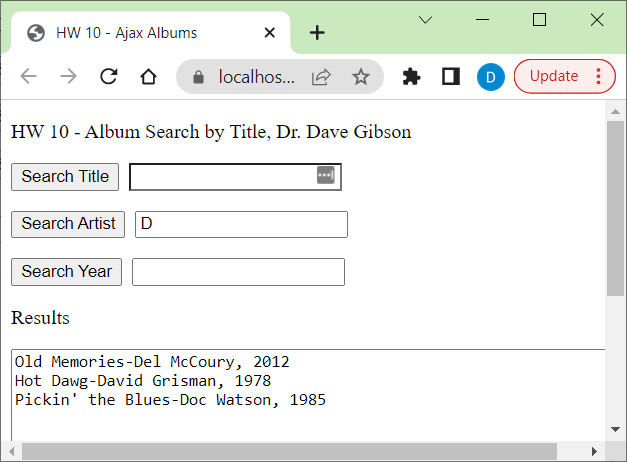 HW 10 - Ajax Albums
localhos...
D
Update
HW 10 - Album Search by Title, Dr. Dave Gibson
Search Title
Search Artist D
Search Year
Results
Old Memories-Del McCoury, 2012
Hot Dawg-David Grisman, 1978
Pickin' the Blues-Doc Watson, 1985